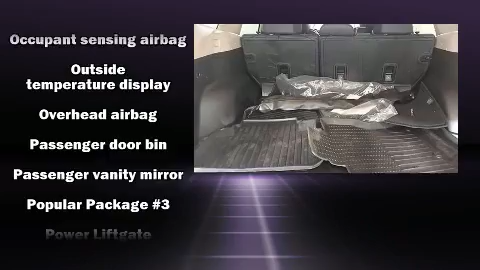 Occupant sensing airbag
Outside
temperature display
Overhead airbag
Passenger door bin
Passenger vanity mirror
Popular Package #3
Power Liftgate